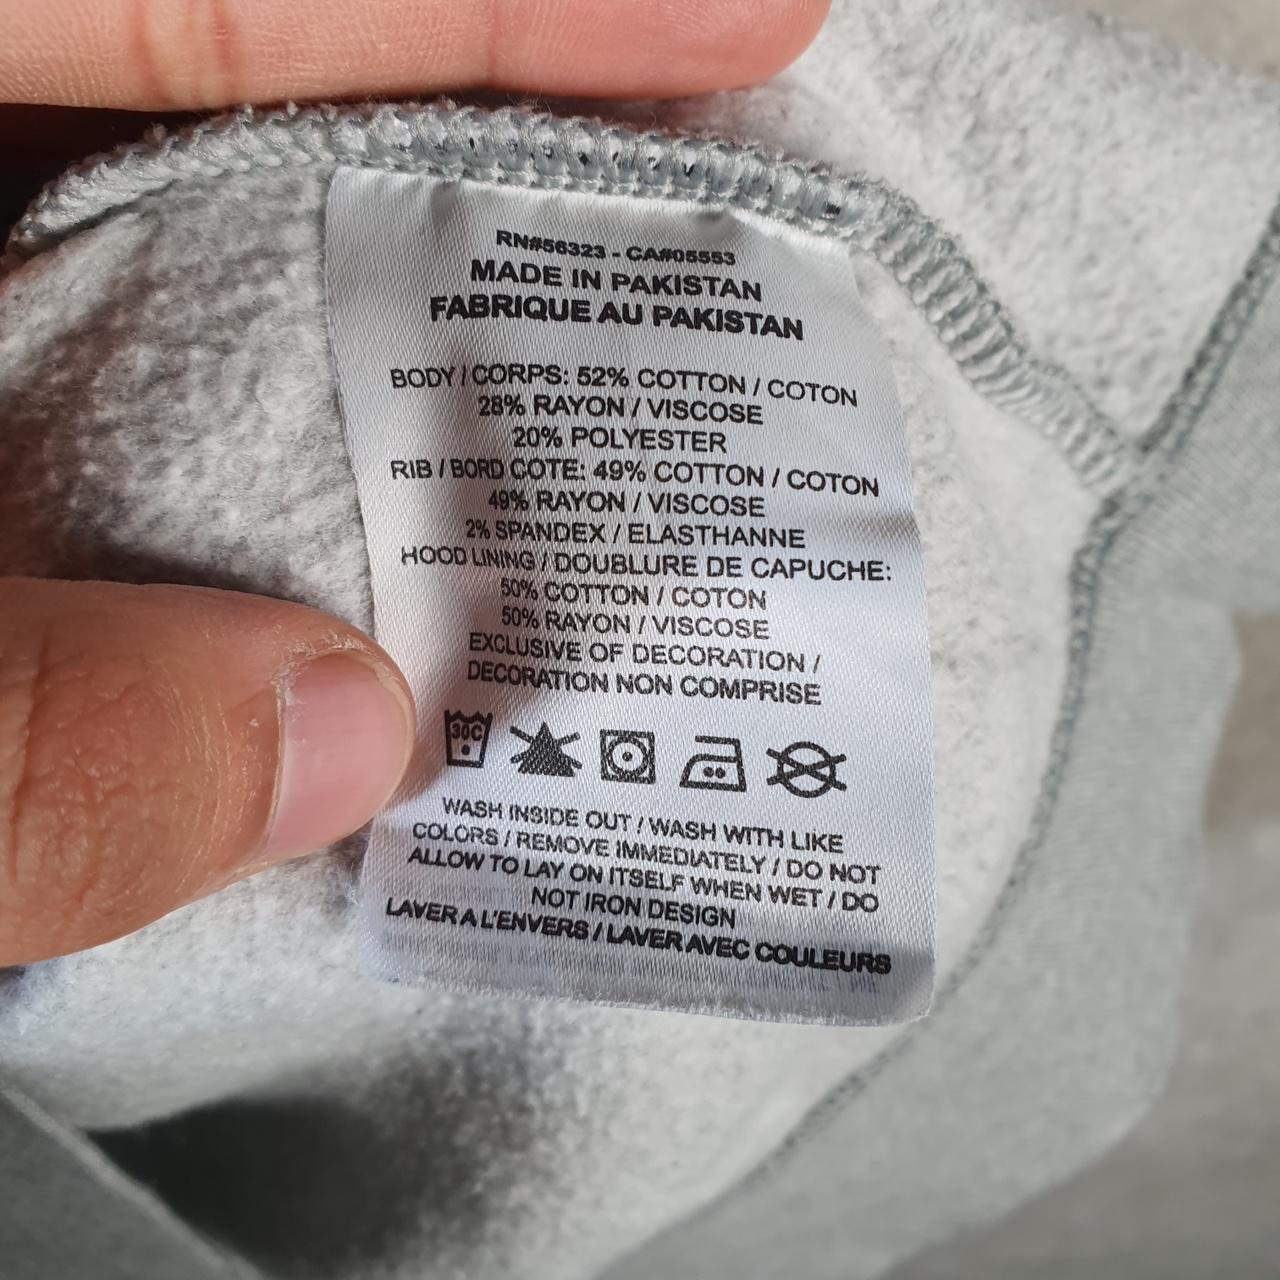 RN#56323 - CA#05553
MADE IN PAKISTAN
FABRIQUE AU PAKISTAN
BODY / CORPS: 52% COTTON / COTON
28% RAYON / VISCOSE
20% POLYESTER
RIB / BORD COTE: 49% COTTON / COTON
49% RAYON / VISCOSE
2% SPANDEX / ELASTHANNE
HOOD LINING / DOUBLURE DE CAPUCHE:
50% COTTON / COTON
50% RAYON / VISCOSE
EXCLUSIVE OF DECORATION /
DECORATION NON COMPRISE
30C
WASH INSIDE OUT / WASH WITH LIKE
COLORS / REMOVE IMMEDIATELY / DO NOT
ALLOW TO LAY ON ITSELF WHEN WET / DO
NOT IRON DESIGN
LAVER A L'ENVERS / LAVER AVEC COULEURS